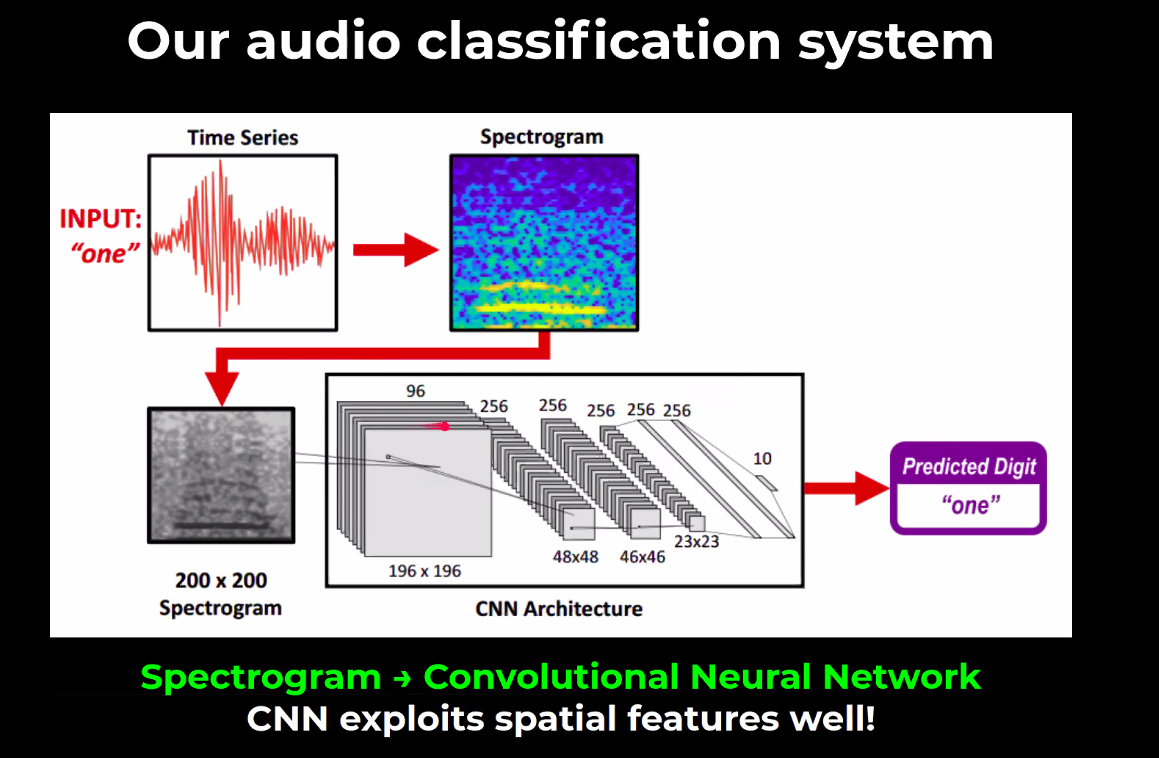 Our audio classification system
Time Series
Spectrogram
INPUT:
“one”
96
256
256
256
256
256
10
48x48
46x46
23x23
196 x 196
200 x 200
Spectrogram
CNN Architecture
Predicted Digit
“one”
Spectrogram → Convolutional Neural Network
CNN exploits spatial features well!